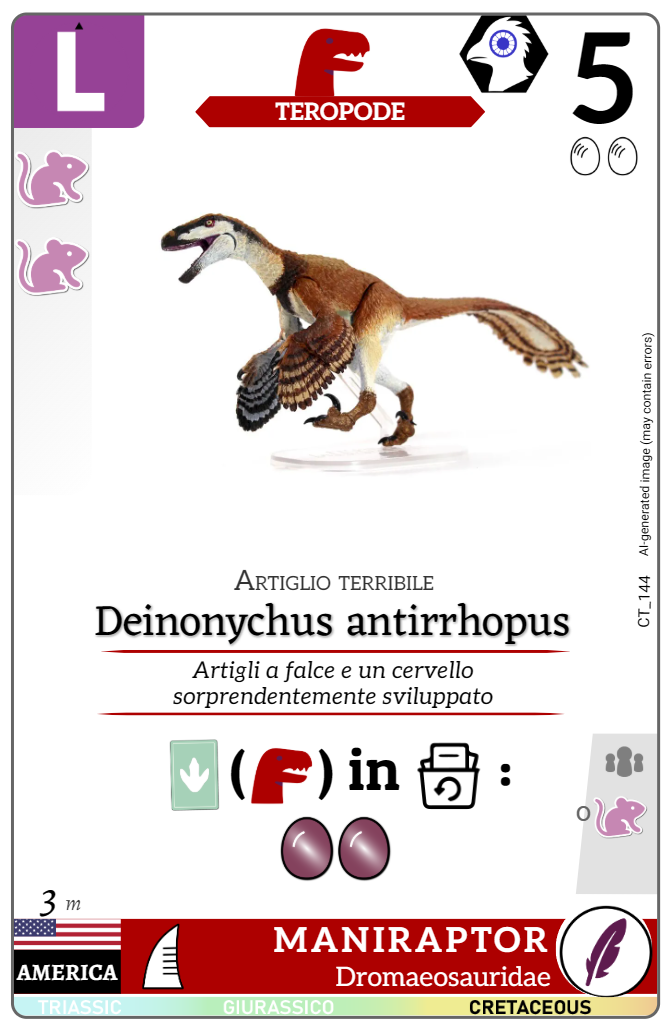 L
TEROPODE
5
AI-generated image (may contain errors)
CT_144
Artiglio terribile
Deinonychus antirrhopus
Artigli a falce e un cervello
sorprendentemente sviluppato
( ) in :
o
3 m
AMERICA
MANIRAPTOR
Dromaeosauridae
TRIASSIC GIURASSICO CRETACEOUS